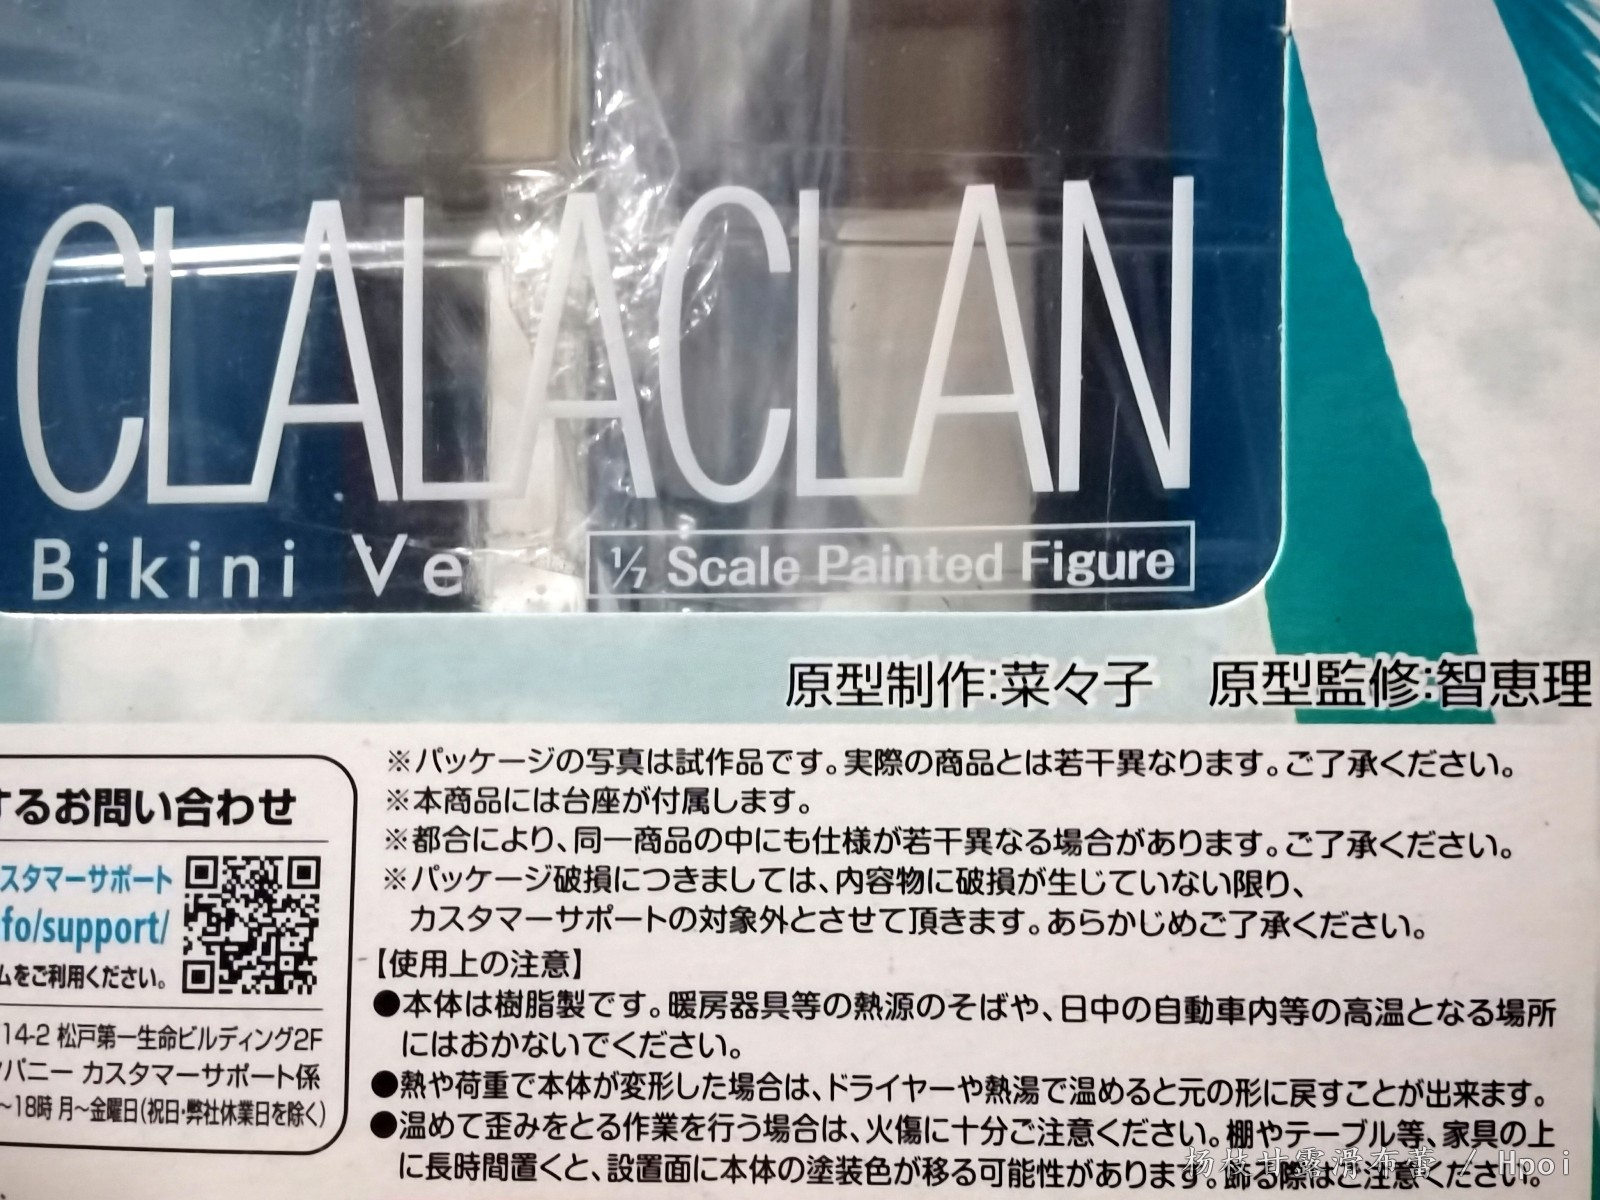 CLALACLAN
Bikini Ve
1/7 Scale Painted Figure
原型制作:菜々子 原型監修:智恵理
するお問い合わせ
スタマーサポート
fo/support/
ムをご利用ください。
14-2 松戸第一生命ビルディング2F
パニー カスタマーサポート係
～18時 月～金曜日(祝日・弊社休業日を除く)
※パッケージの写真は試作品です。実際の商品とは若干異なります。ご了承ください。
※本商品には台座が付属します。
※都合により、同一商品の中にも仕様が若干異なる場合があります。ご了承ください。
※パッケージ破損につきましては、内容物に破損が生じていない限り、
カスタマーサポートの対象外とさせて頂きます。あらかじめご了承ください。
【使用上の注意】
●本体は樹脂製です。暖房器具等の熱源のそばや、日中の自動車内等の高温となる場所
にはおかないでください。
●熱や荷重で本体が変形した場合は、ドライヤーや熱湯で温めると元の形に戻すことが出来ます。
●温めて歪みをとる作業を行う場合は、火傷に十分ご注意ください。棚やテーブル等、家具の上
に長時間置くと、設置面に本体の塗装色が移る可能性があります。飾る際はご注意ください。
杨枝甘露滑布蕾 / Hpoi